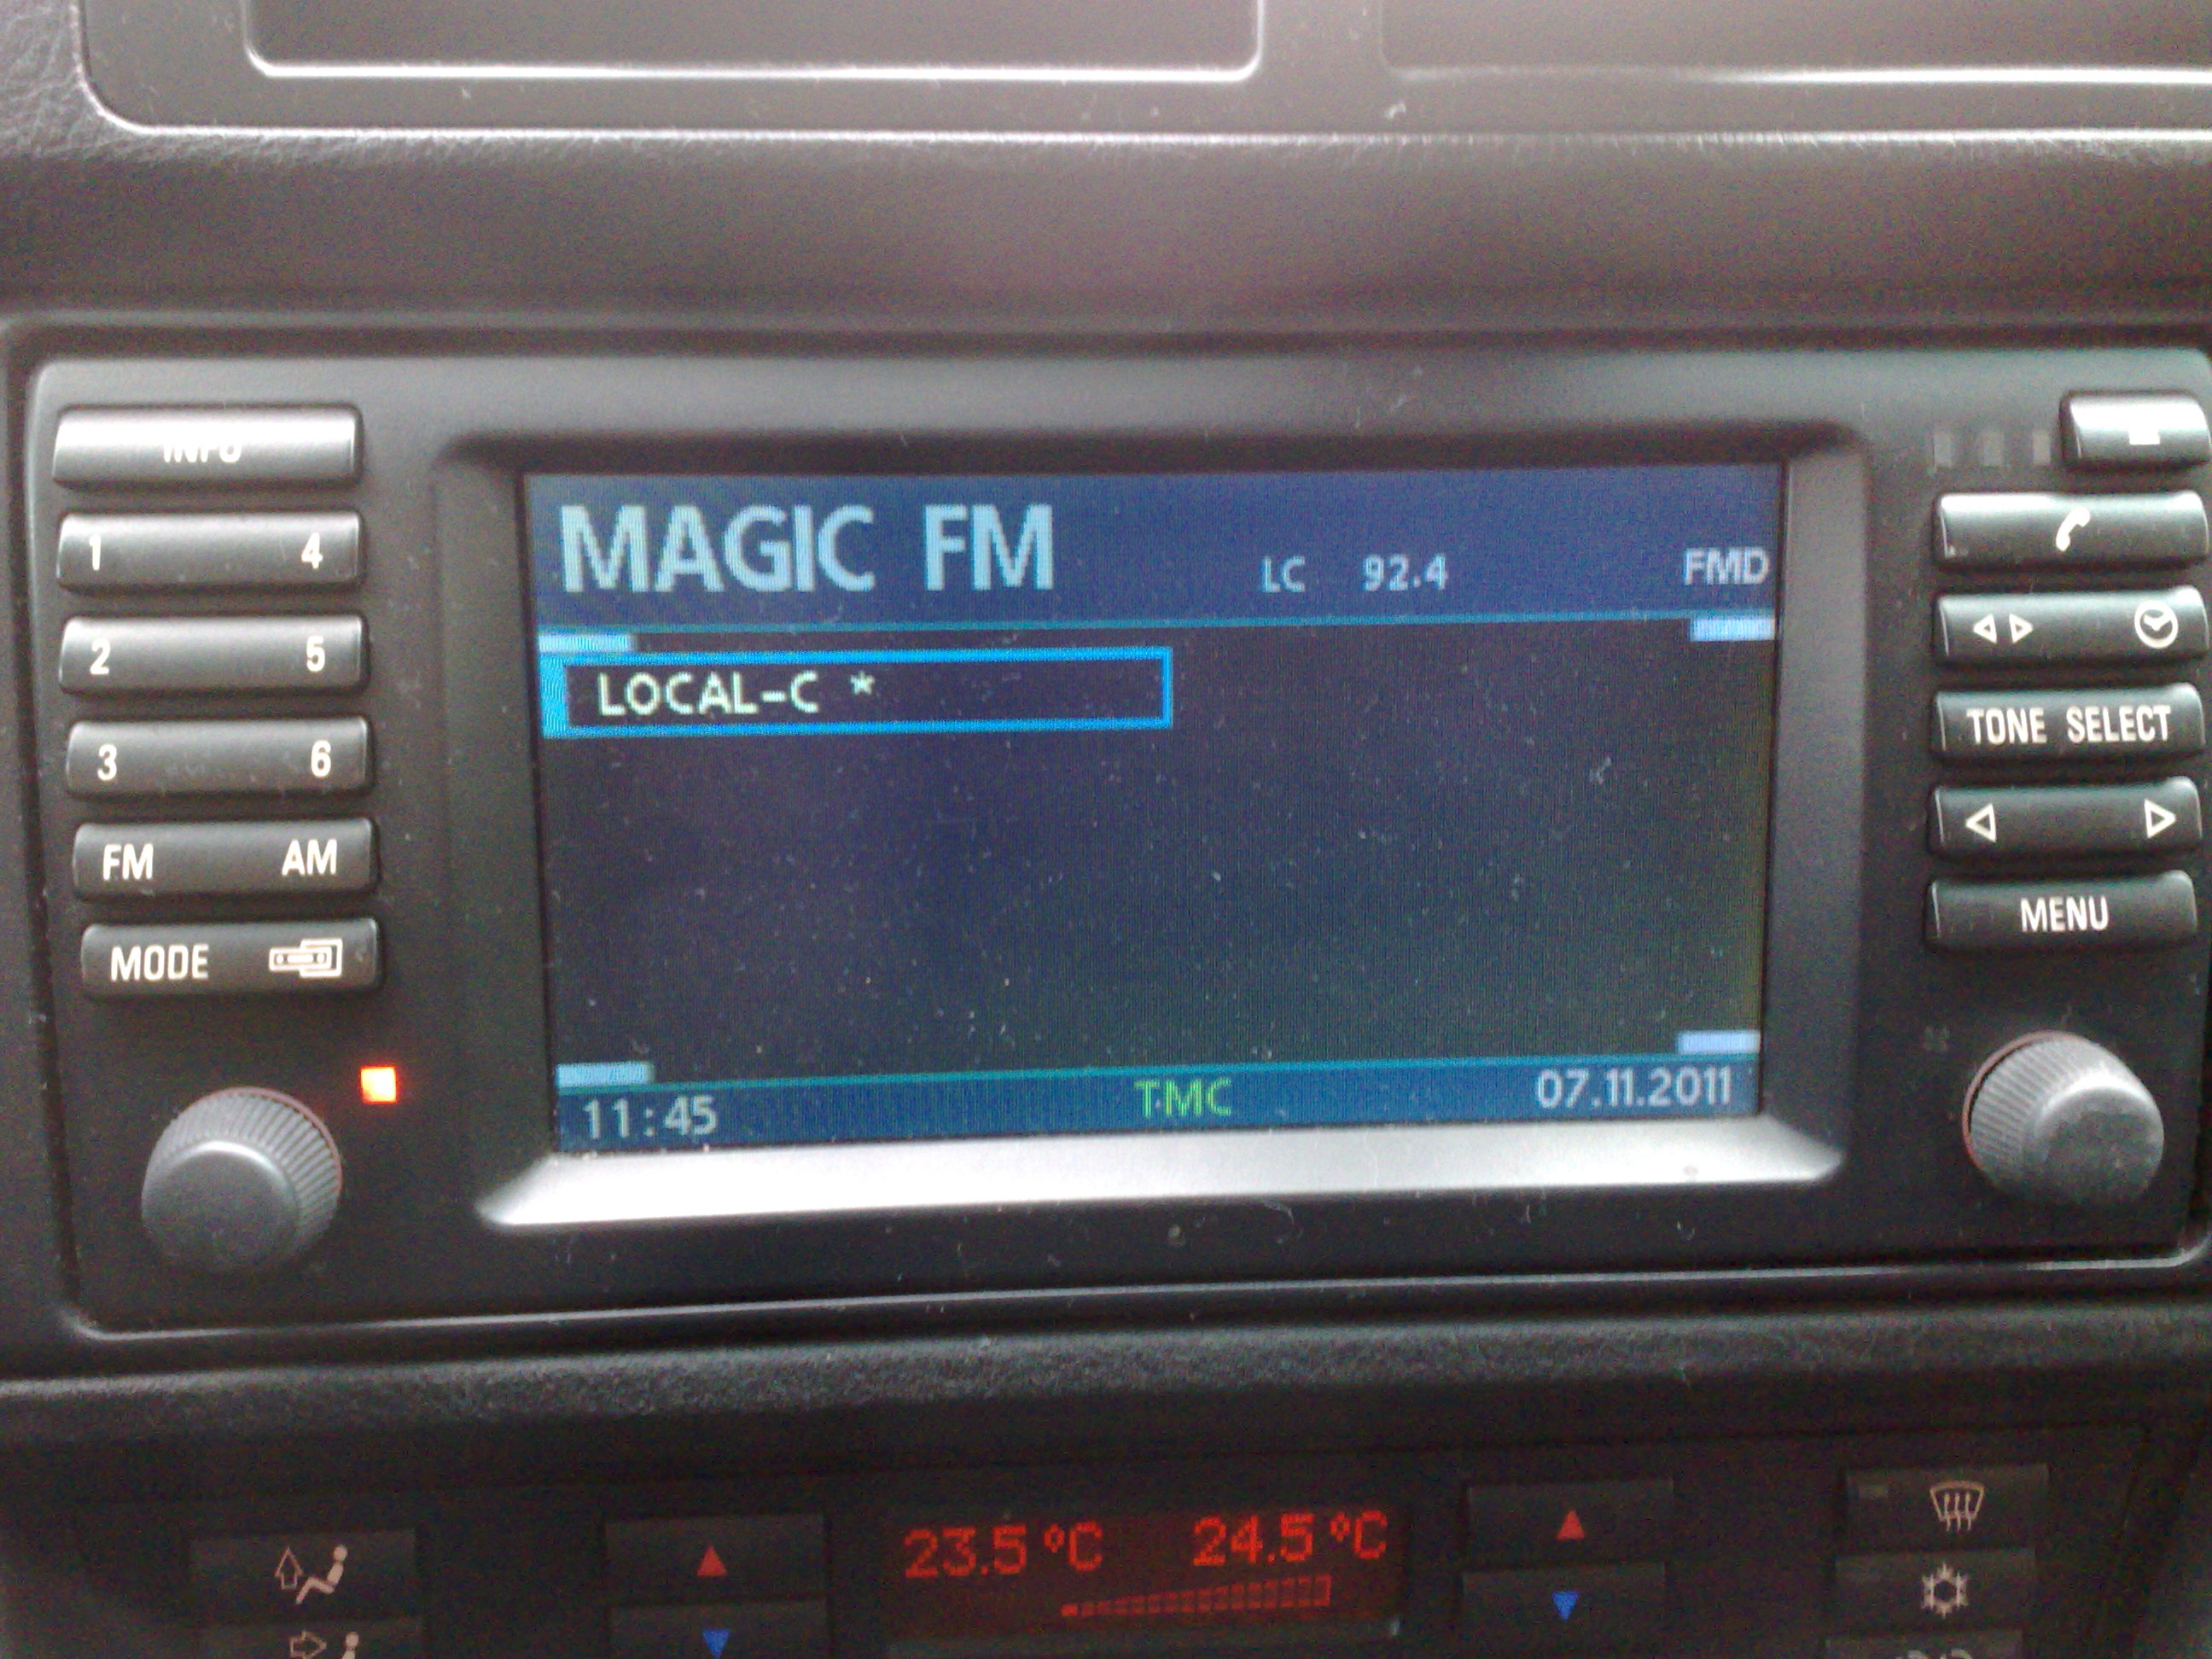 INFO
1 4
2 5
3 6
FM AM
MODE
MAGIC FM LC 92.4 FMD
LOCAL-C *
11:45 TMC 07.11.2011
TONE SELECT
MENU
23.5 °C 24.5 °C